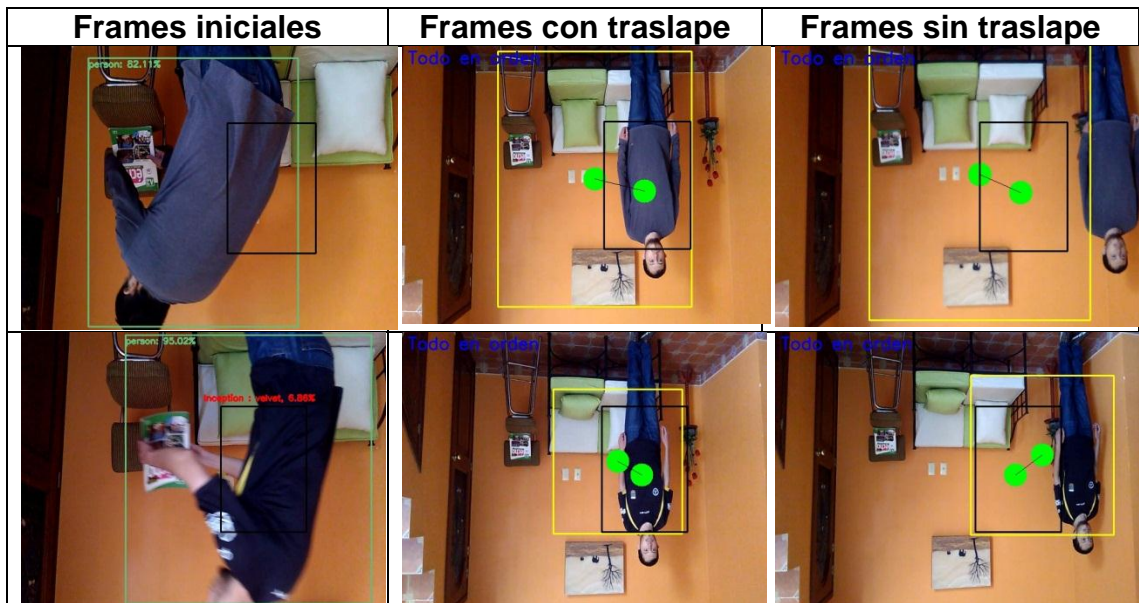 Frames iniciales
Frames con traslape
Frames sin traslape
person: 82.11%
Todo en orden
Todo en orden
person: 95.02%
Inception : velvet, 6.86%
Todo en orden
Todo en orden